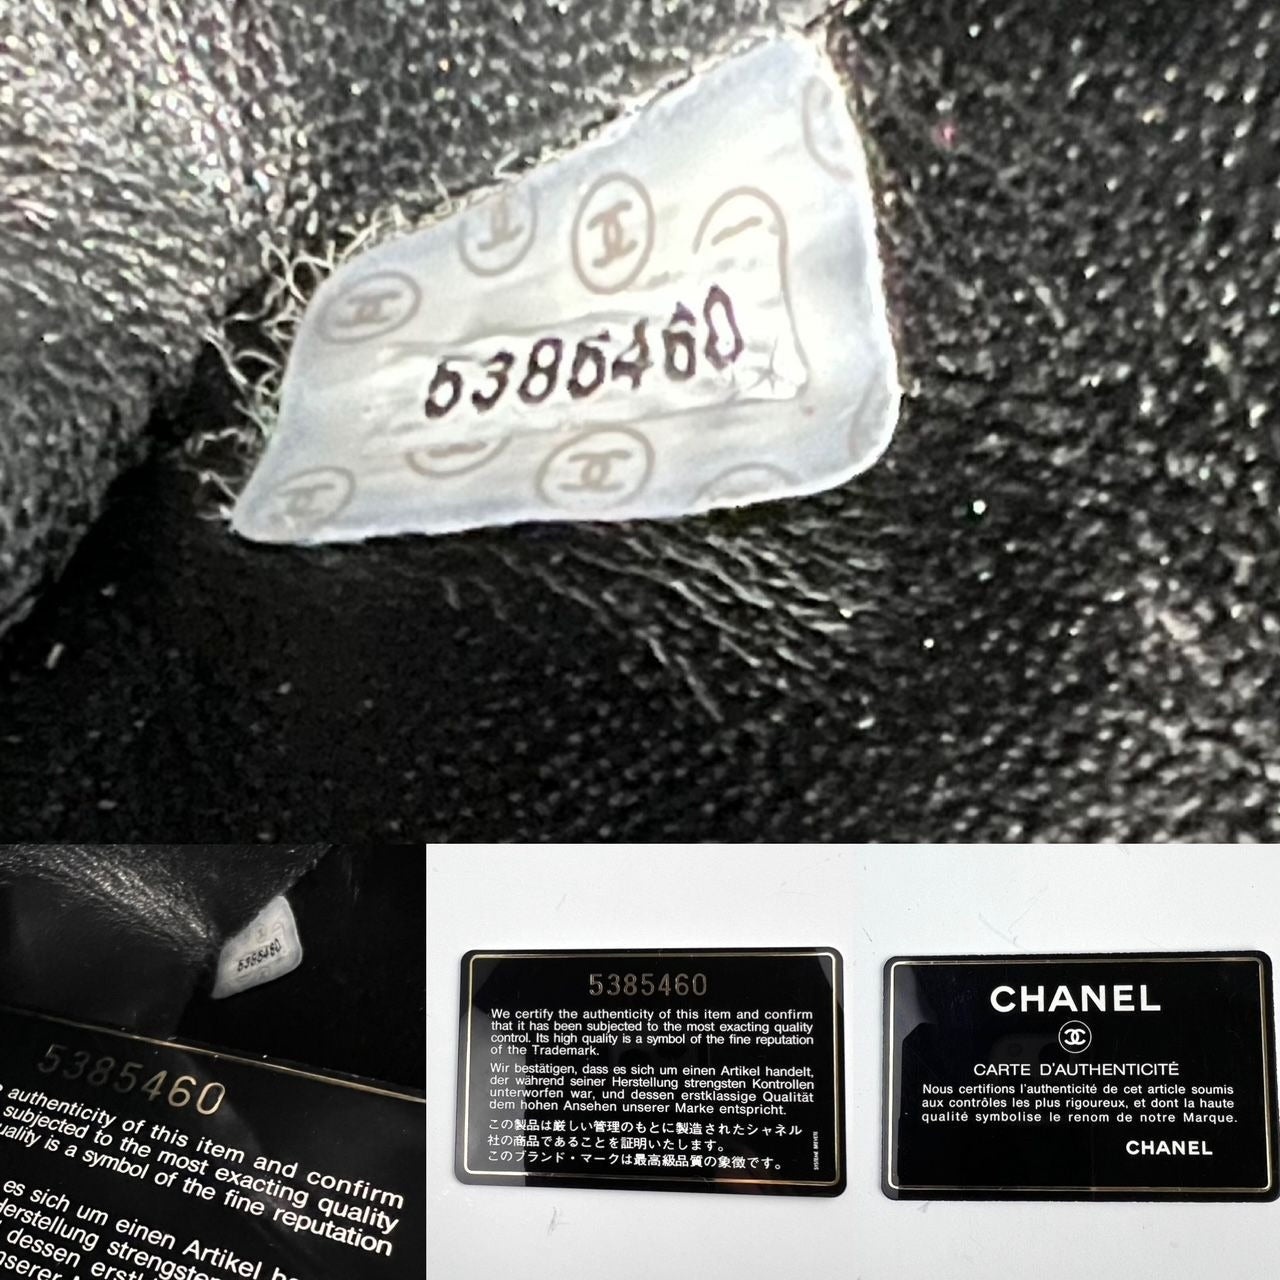 5385460
5385460
5385460
authenticity of this item and confirm
subjected to the most exacting quality
is a symbol of the fine reputation
es sich um einen Artikel
strengsten
dessen
5385460
We certify the authenticity of this item and confirm
that it has been subjected to the most exacting quality
control. Its high quality is a symbol of the fine reputation
of the Trademark.
Wir bestätigen, dass es sich um einen Artikel handelt,
der während seiner Herstellung strengsten Kontrollen
unterworfen war, und dessen erstklassige Qualität
dem hohen Ansehen unserer Marke entspricht.
この製品は厳しい管理のもとに製造されたシャネル
社の商品であることを証明いたします。
このブランド・マークは最高級品質の象徴です。
CHANEL
CARTE D'AUTHENTICITÉ
Nous certifions l'authenticité de cet article soumis
aux contrôles les plus rigoureux, et dont la haute
qualité symbolise le renom de notre Marque.
CHANEL